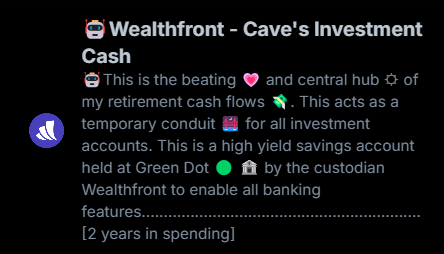 🤖Wealthfront - Cave's Investment
Cash
🤖This is the beating 💗 and central hub ⛭ of
my retirement cash flows 💸. This acts as a
temporary conduit 🌉 for all investment
accounts. This is a high yield savings account
held at Green Dot 🟢 🏦 by the custodian
Wealthfront to enable all banking
features...............................................................
[2 years in spending]